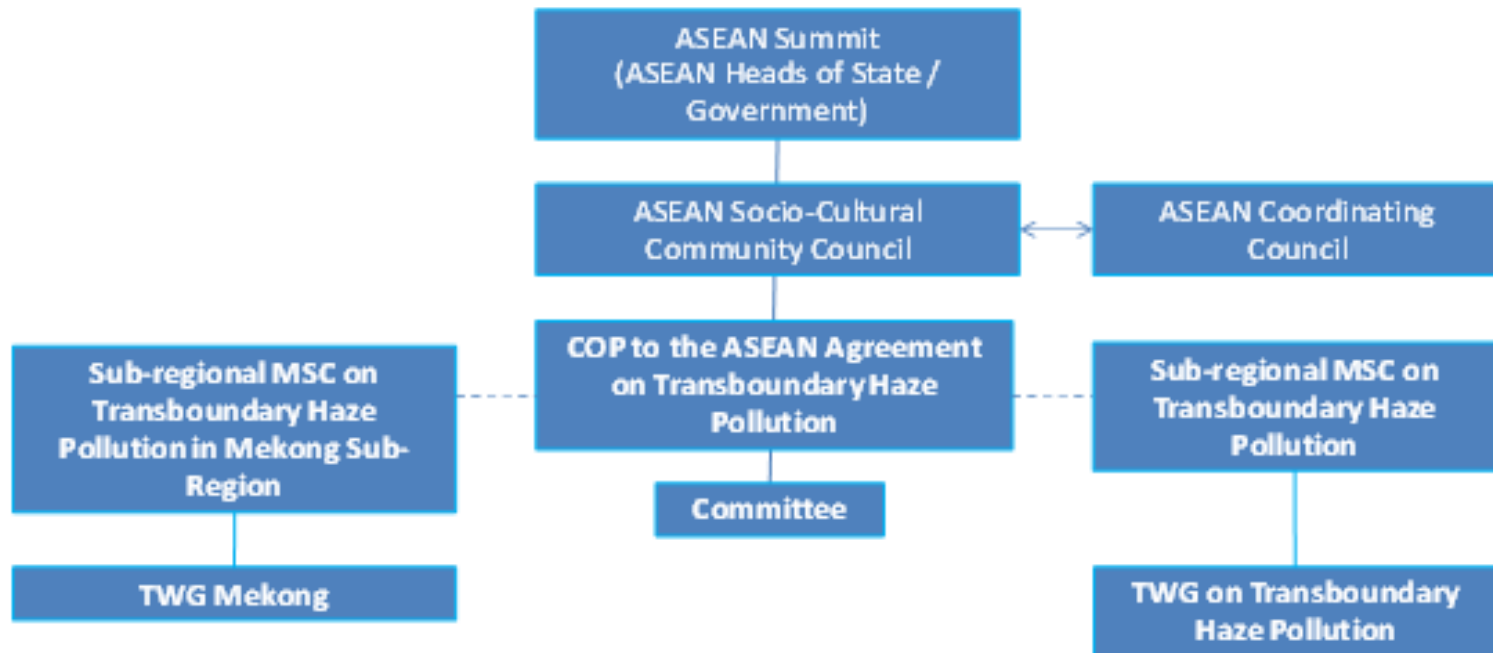 ASEAN Summit
(ASEAN Heads of State /
Government)
ASEAN Socio-Cultural
Community Council
ASEAN Coordinating
Council
COP to the ASEAN Agreement
on Transboundary Haze
Pollution
Sub-regional MSC on
Transboundary Haze
Pollution in Mekong Sub-
Region
Sub-regional MSC on
Transboundary Haze
Pollution
Committee
TWG Mekong
TWG on Transboundary
Haze Pollution